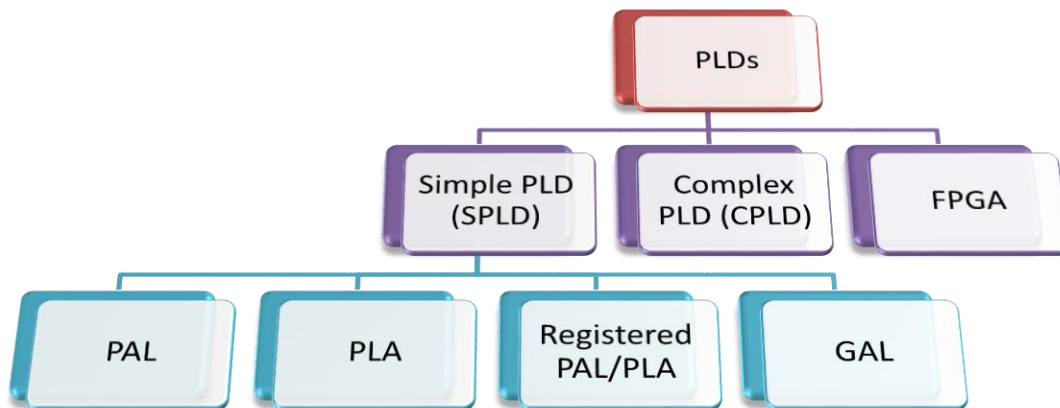 PLDs
Simple PLD
(SPLD)
Complex
PLD (CPLD)
FPGA
PAL
PLA
Registered
PAL/PLA
GAL